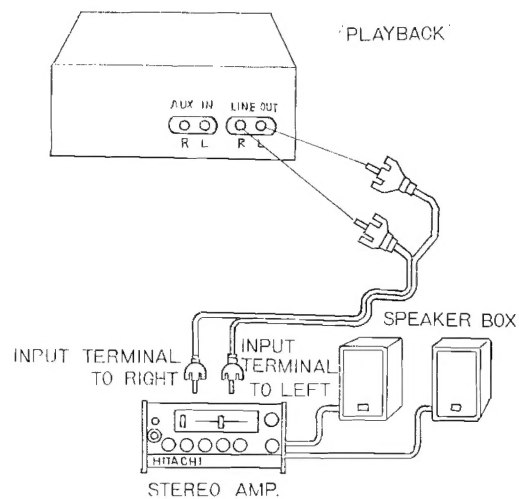 'PLAYBACK'
AUX IN LINE OUT
R L R L
SPEAKER BOX
INPUT TERMINAL
TO RIGHT
INPUT
TERMINAL
TO LEFT
HITACHI
STEREO AMP.